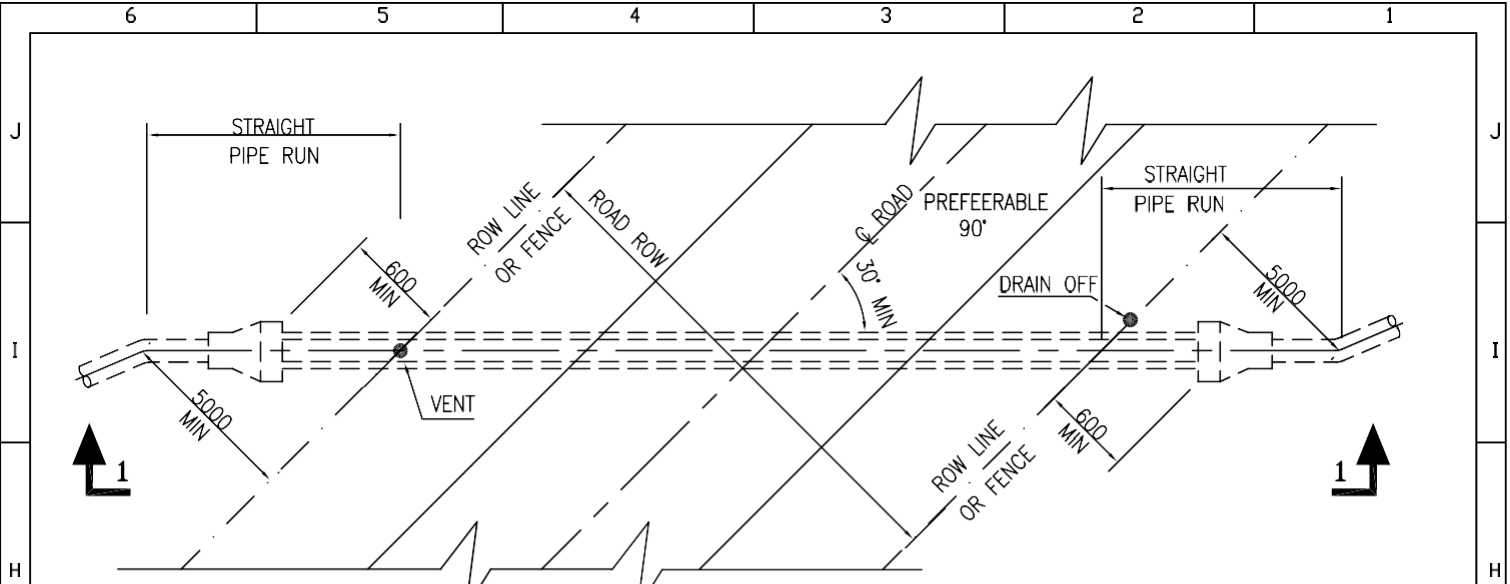 6 5 4 3 2 1
J J
STRAIGHT
PIPE RUN
ROW LINE
OR FENCE
ROAD ROW
℄ ROAD
PREFEERABLE
90°
STRAIGHT
PIPE RUN
600
MIN
30° MIN
DRAIN OFF
5000
MIN
I I
VENT
5000
MIN
600
MIN
ROW LINE
OR FENCE
1 1
H H